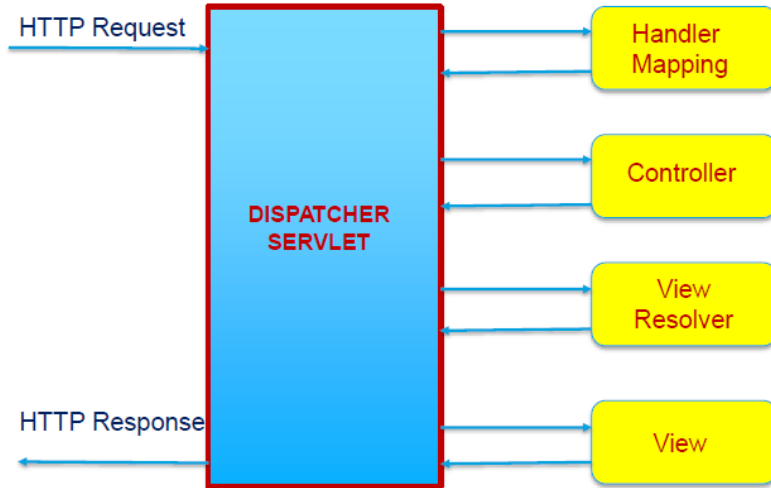 HTTP Request
Handler
Mapping
Controller
DISPATCHER
SERVLET
View
Resolver
HTTP Response
View